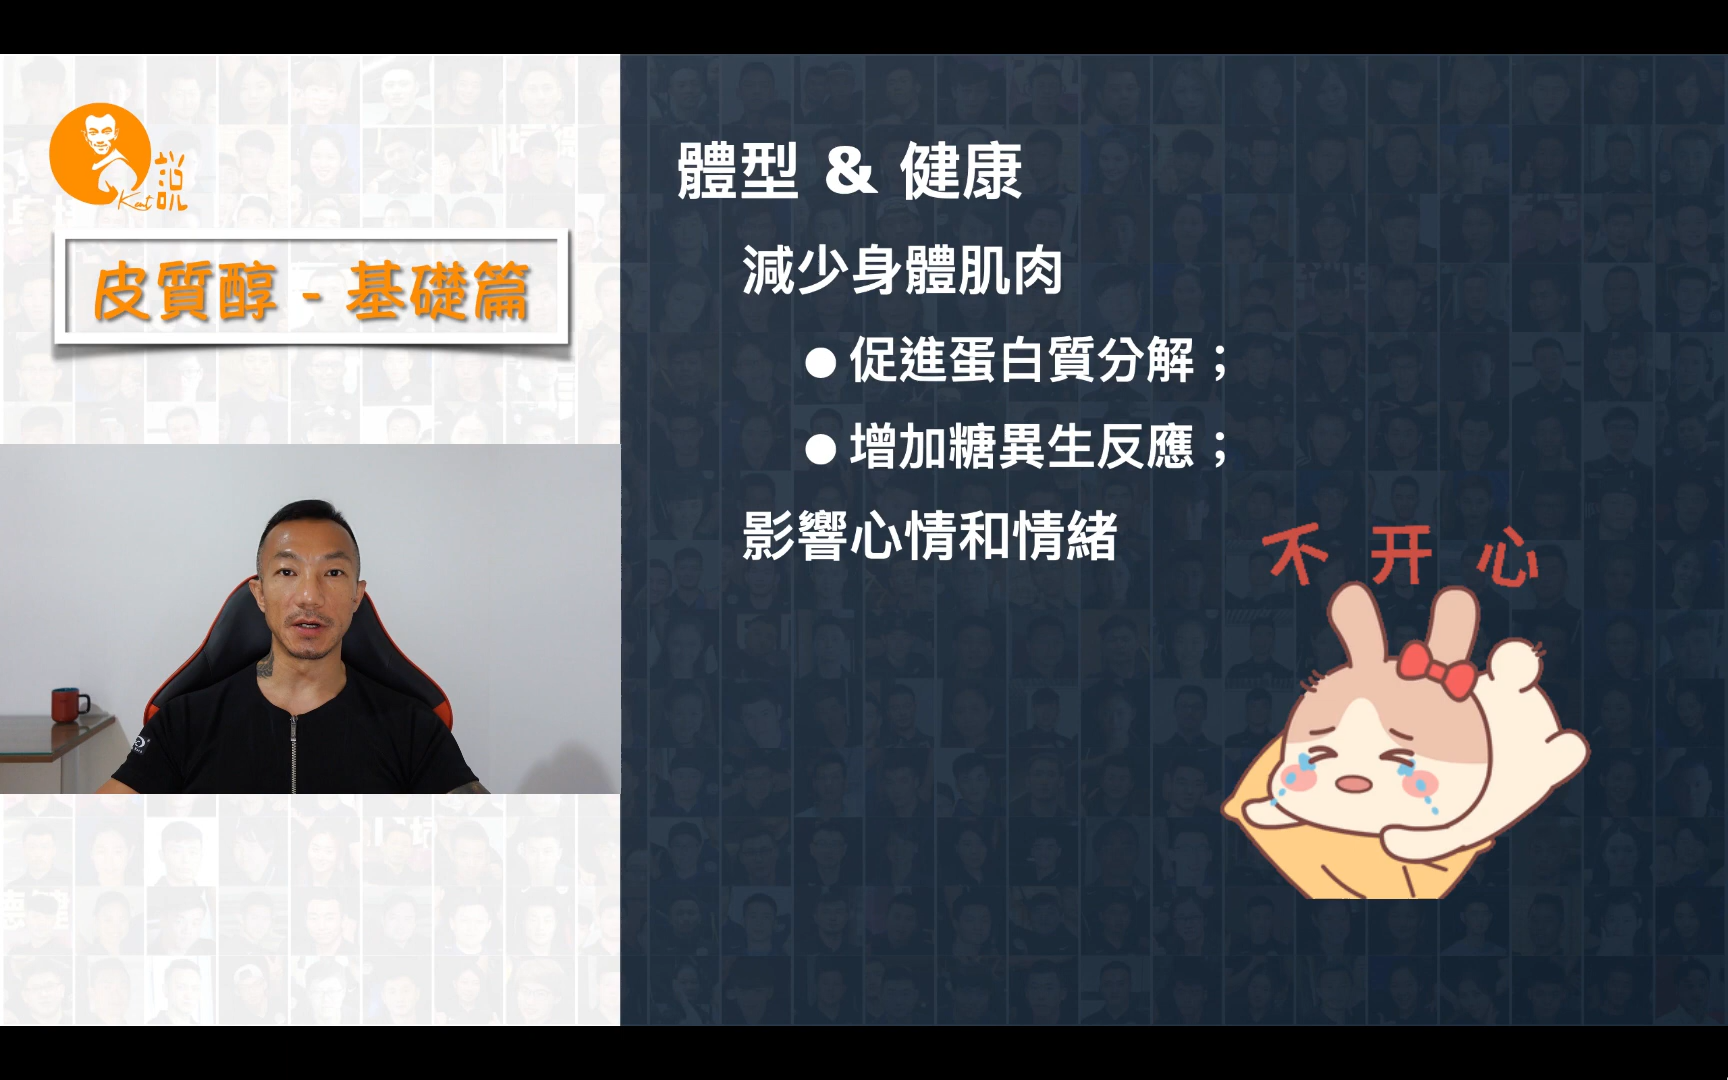 Kent 說
皮質醇 - 基礎篇
體型 & 健康
減少身體肌肉
● 促進蛋白質分解；
● 增加糖異生反應；
影響心情和情緒
不开心